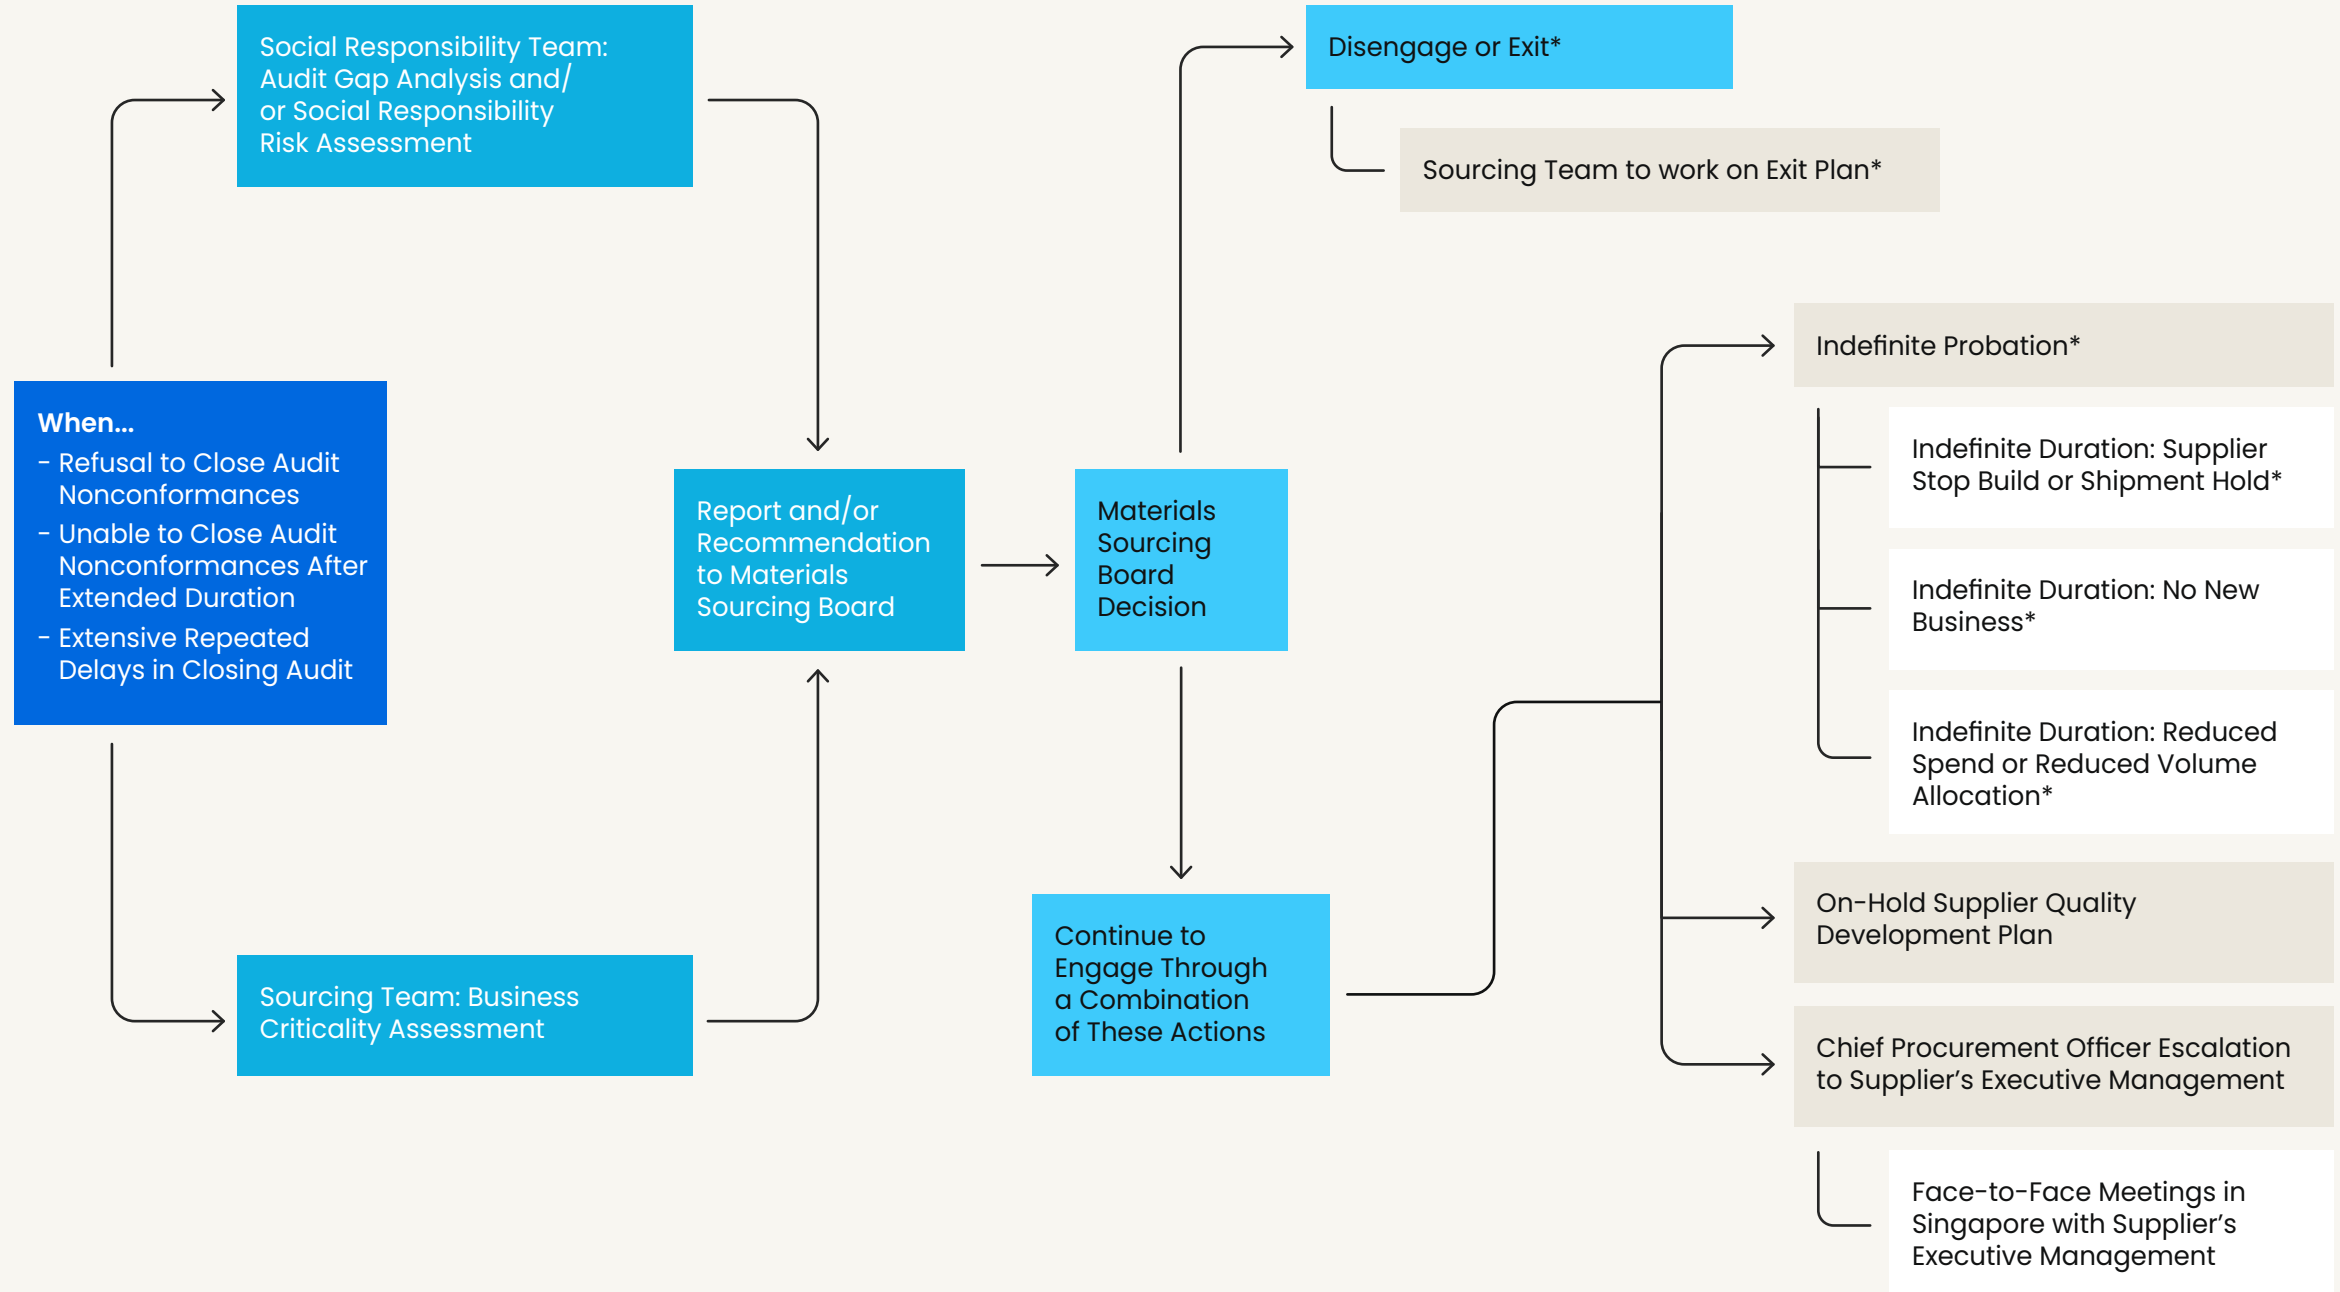 Social Responsibility Team:
Audit Gap Analysis and/
or Social Responsibility
Risk Assessment
When...
- Refusal to Close Audit
Nonconformances
- Unable to Close Audit
Nonconformances After
Extended Duration
- Extensive Repeated
Delays in Closing Audit
Sourcing Team: Business
Criticality Assessment
Report and/or
Recommendation
to Materials
Sourcing Board
Materials
Sourcing
Board
Decision
Disengage or Exit*
Sourcing Team to work on Exit Plan*
Continue to
Engage Through
a Combination
of These Actions
Indefinite Probation*
Indefinite Duration: Supplier
Stop Build or Shipment Hold*
Indefinite Duration: No New
Business*
Indefinite Duration: Reduced
Spend or Reduced Volume
Allocation*
On-Hold Supplier Quality
Development Plan
Chief Procurement Officer Escalation
to Supplier’s Executive Management
Face-to-Face Meetings in
Singapore with Supplier’s
Executive Management